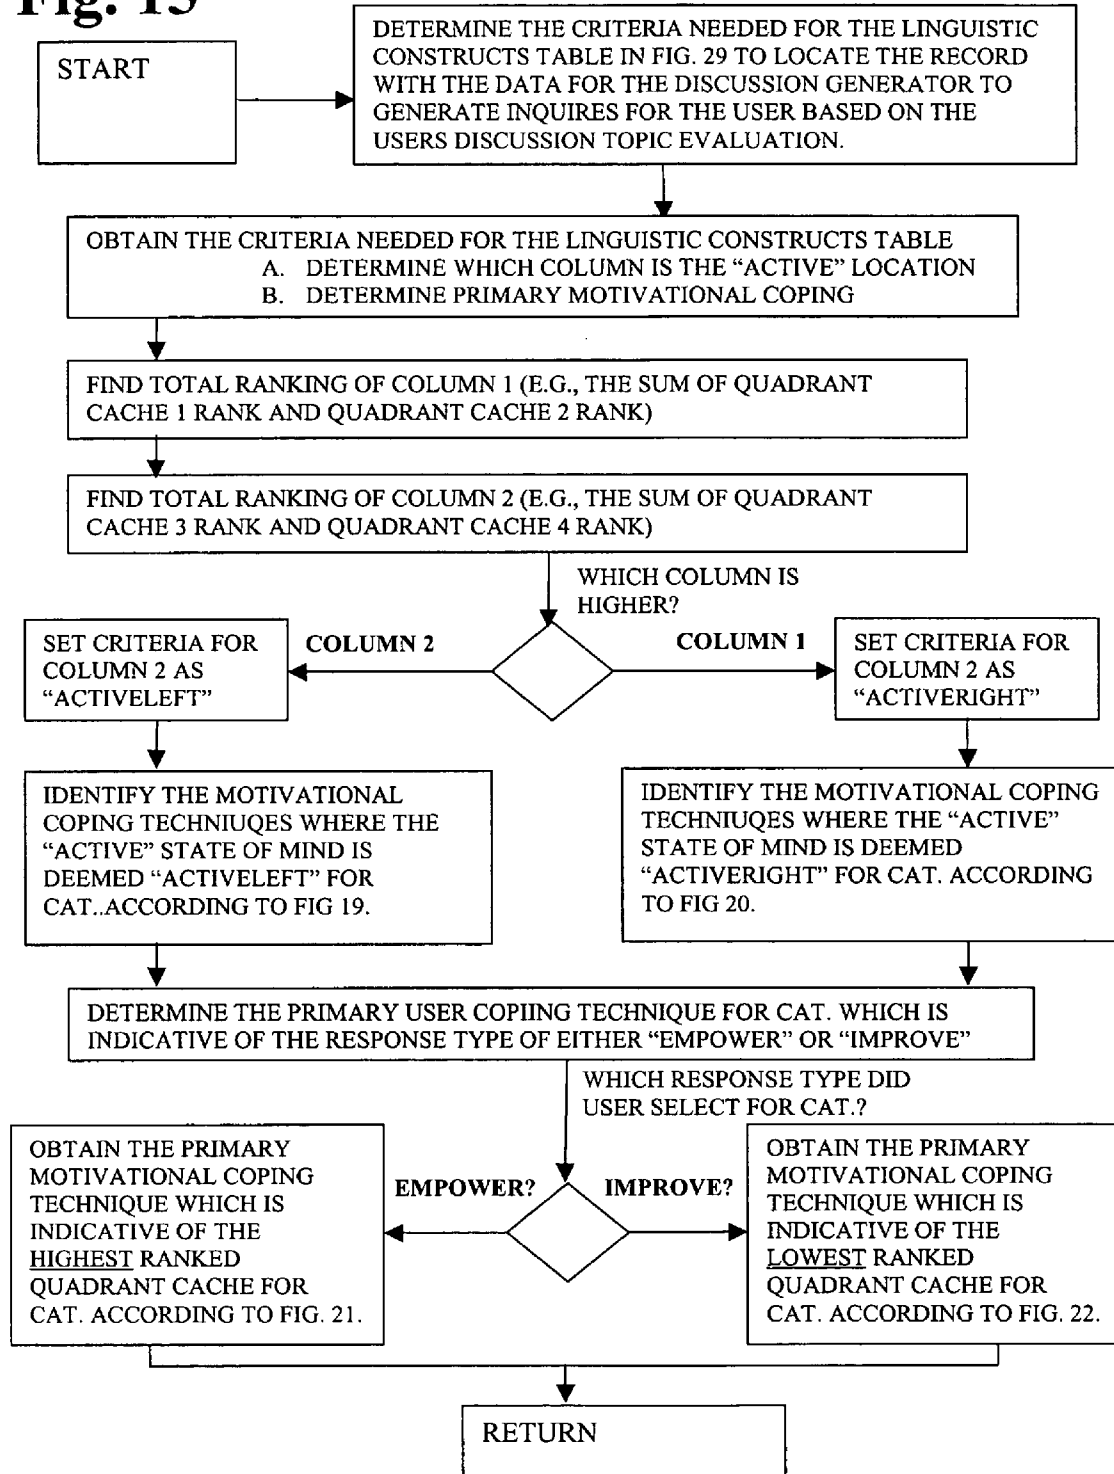 Fig. 15
START
DETERMINE THE CRITERIA NEEDED FOR THE LINGUISTIC
CONSTRUCTS TABLE IN FIG. 29 TO LOCATE THE RECORD
WITH THE DATA FOR THE DISCUSSION GENERATOR TO
GENERATE INQUIRES FOR THE USER BASED ON THE
USERS DISCUSSION TOPIC EVALUATION.
OBTAIN THE CRITERIA NEEDED FOR THE LINGUISTIC CONSTRUCTS TABLE
A. DETERMINE WHICH COLUMN IS THE “ACTIVE” LOCATION
B. DETERMINE PRIMARY MOTIVATIONAL COPING
FIND TOTAL RANKING OF COLUMN 1 (E.G., THE SUM OF QUADRANT
CACHE 1 RANK AND QUADRANT CACHE 2 RANK)
FIND TOTAL RANKING OF COLUMN 2 (E.G., THE SUM OF QUADRANT
CACHE 3 RANK AND QUADRANT CACHE 4 RANK)
WHICH COLUMN IS
HIGHER?
SET CRITERIA FOR
COLUMN 2 AS
“ACTIVELEFT”
COLUMN 2
COLUMN 1
SET CRITERIA FOR
COLUMN 2 AS
“ACTIVERIGHT”
IDENTIFY THE MOTIVATIONAL
COPING TECHNIUQES WHERE THE
“ACTIVE” STATE OF MIND IS
DEEMED “ACTIVELEFT” FOR
CAT..ACCORDING TO FIG 19.
IDENTIFY THE MOTIVATIONAL COPING
TECHNIUQES WHERE THE “ACTIVE”
STATE OF MIND IS DEEMED
“ACTIVERIGHT” FOR CAT. ACCORDING
TO FIG 20.
DETERMINE THE PRIMARY USER COPIING TECHNIQUE FOR CAT. WHICH IS
INDICATIVE OF THE RESPONSE TYPE OF EITHER “EMPOWER” OR “IMPROVE”
WHICH RESPONSE TYPE DID
USER SELECT FOR CAT.?
OBTAIN THE PRIMARY
MOTIVATIONAL COPING
TECHNIQUE WHICH IS
INDICATIVE OF THE
HIGHEST RANKED
QUADRANT CACHE FOR
CAT. ACCORDING TO FIG. 21.
EMPOWER?
IMPROVE?
OBTAIN THE PRIMARY
MOTIVATIONAL COPING
TECHNIQUE WHICH IS
INDICATIVE OF THE
LOWEST RANKED
QUADRANT CACHE FOR
CAT. ACCORDING TO FIG. 22.
RETURN